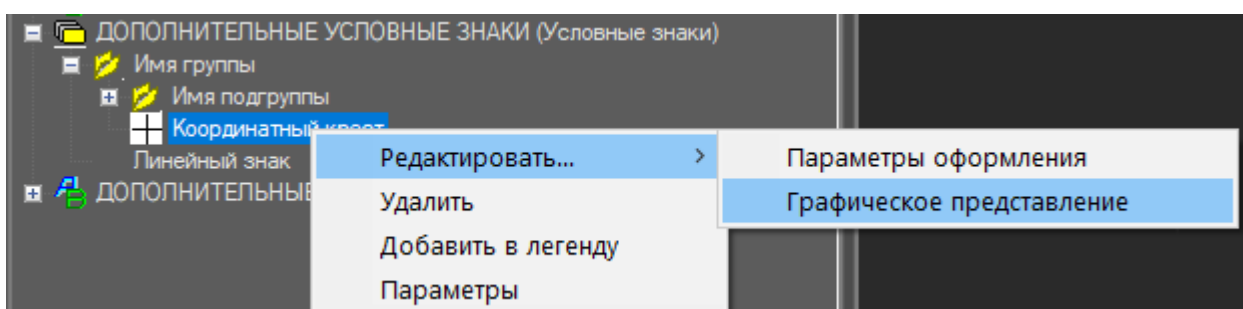 ДОПОЛНИТЕЛЬНЫЕ УСЛОВНЫЕ ЗНАКИ (Условные знаки)
Имя группы
Имя подгруппы
Координатный крест
Линейный знак
ДОПОЛНИТЕЛЬНЫЕ
Редактировать...
Удалить
Добавить в легенду
Параметры
Параметры оформления
Графическое представление